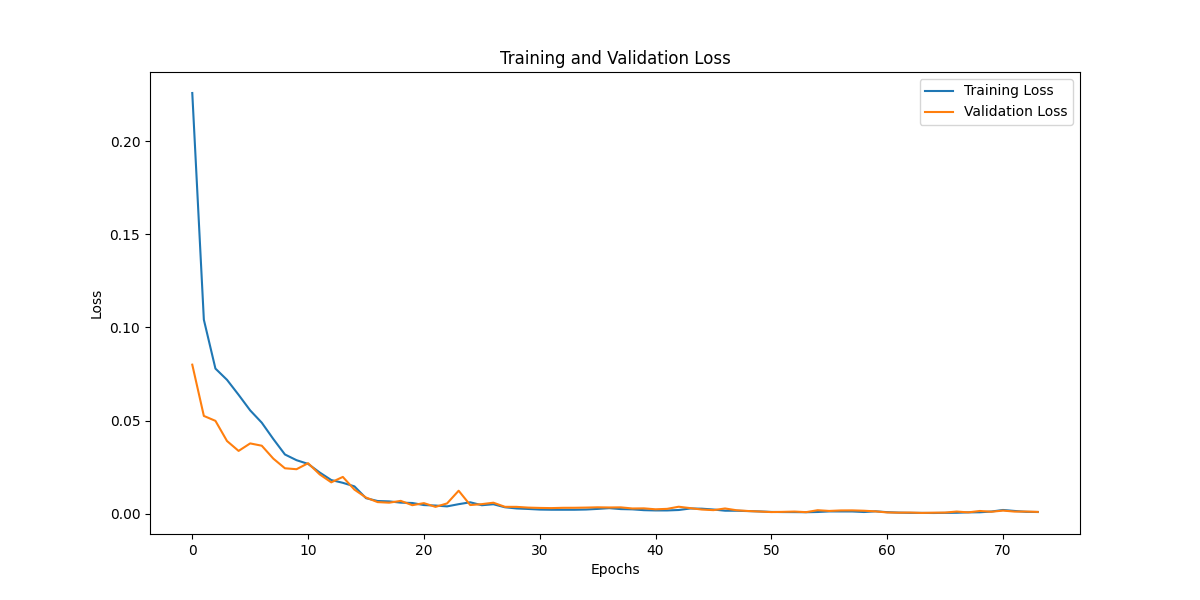 Training and Validation Loss
Training Loss
Validation Loss
0.20
0.15
0.10
0.05
0.00
Loss
0 10 20 30 40 50 60 70
Epochs